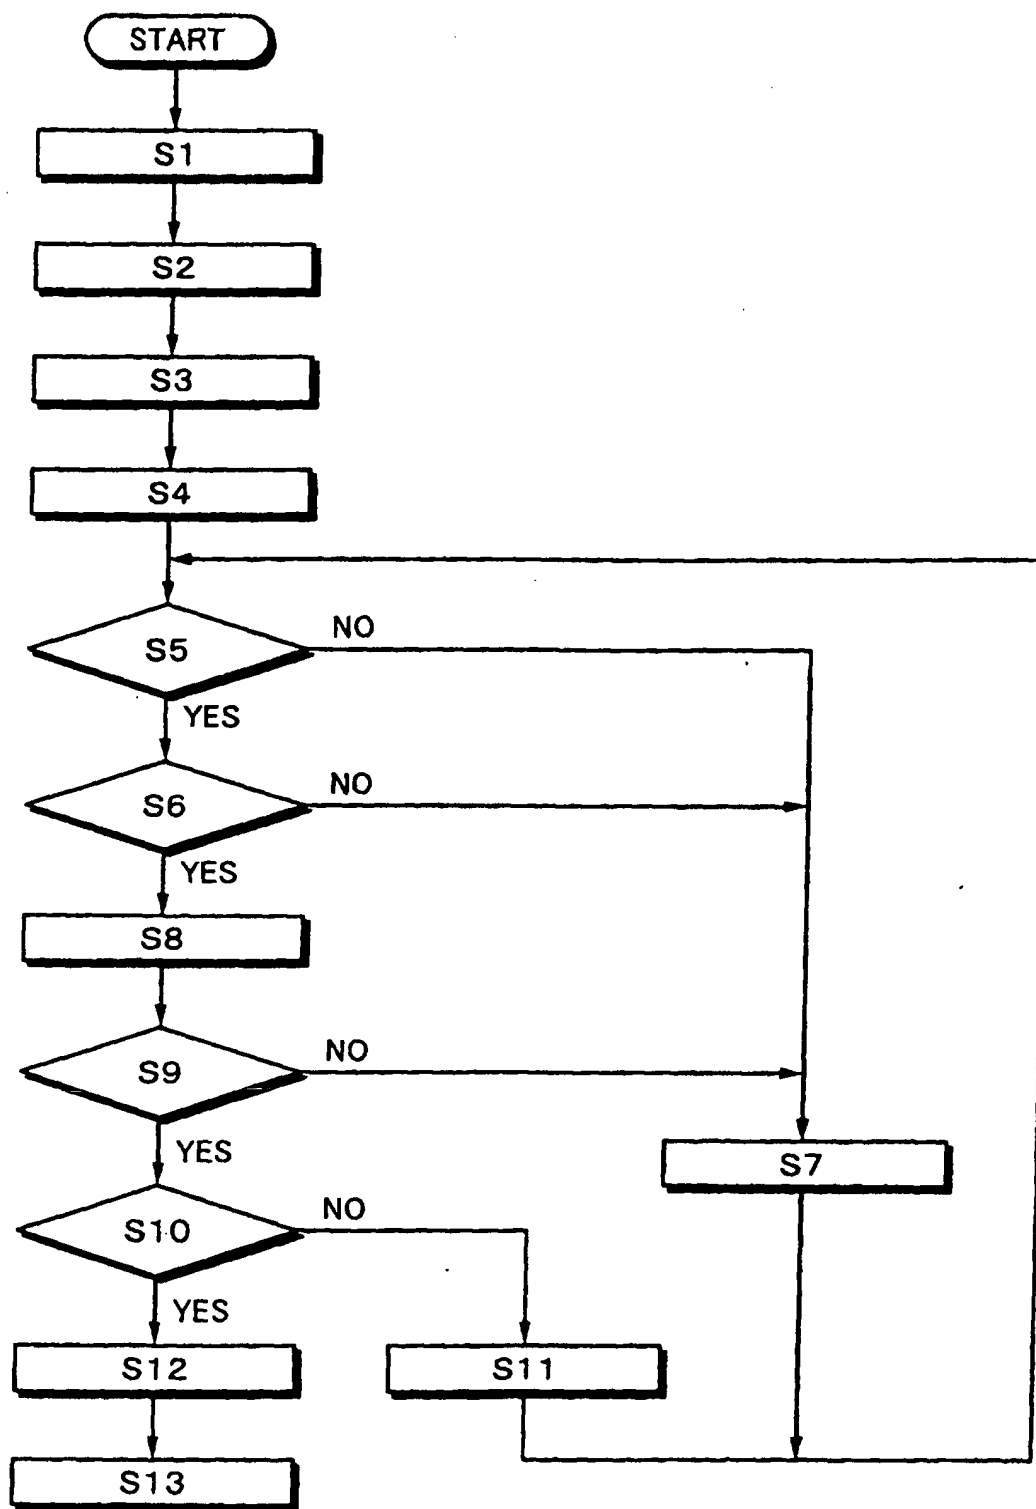 START
S1
S2
S3
S4
S5
NO
YES
S6
NO
YES
S8
S9
NO
YES
S7
S10
NO
YES
S12
S11
S13